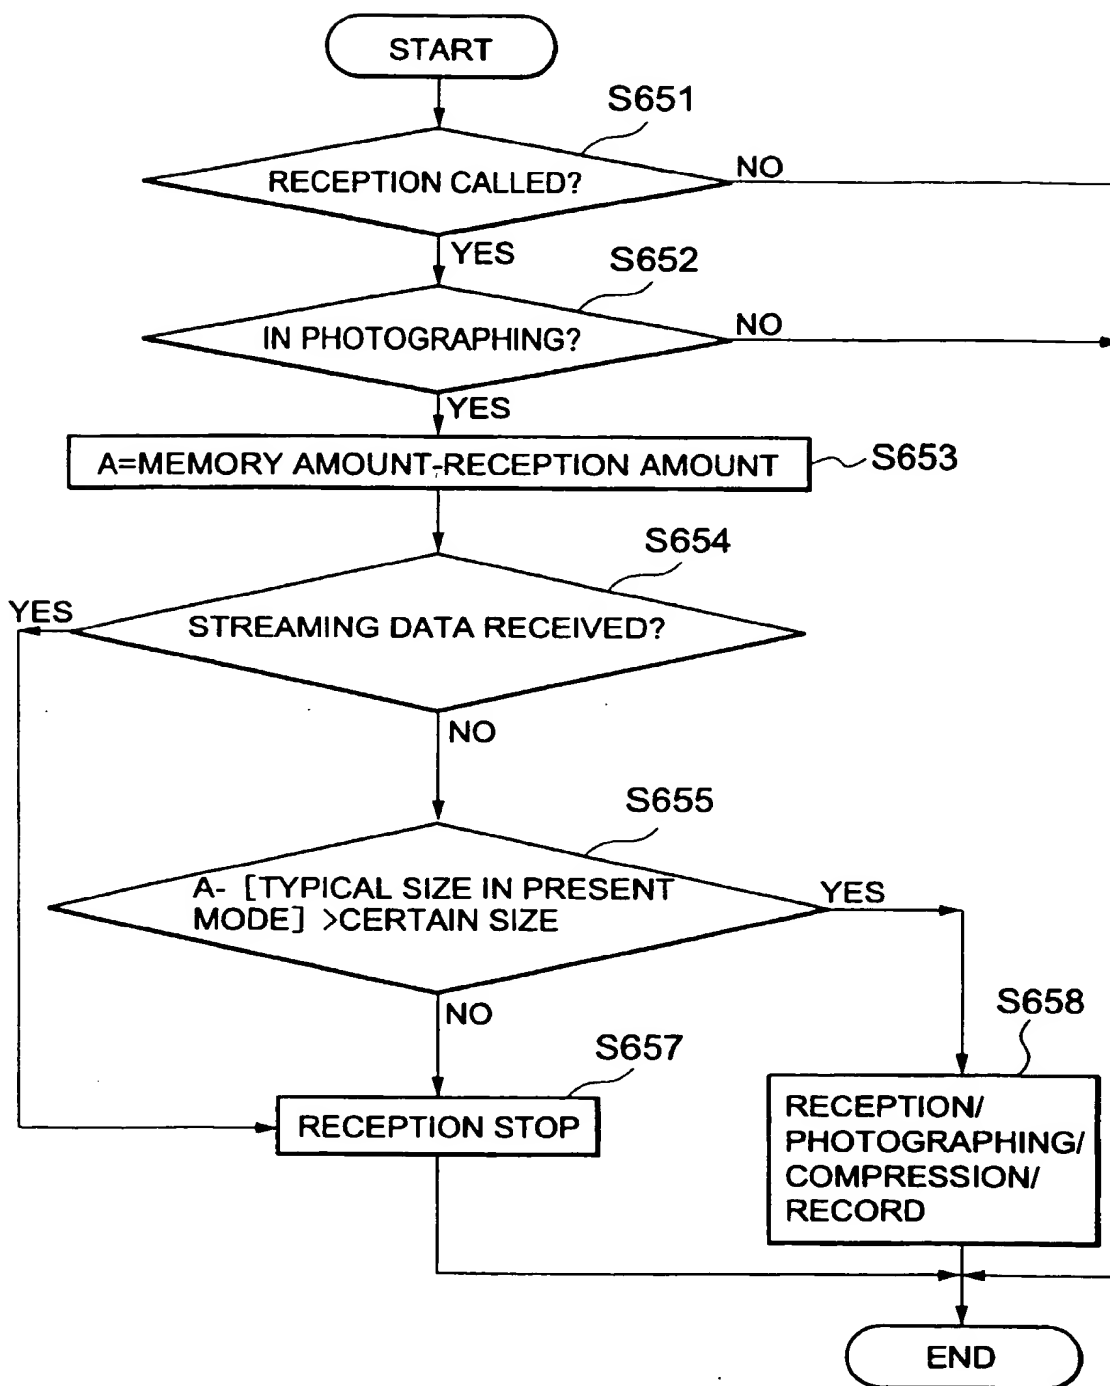 START
S651
RECEPTION CALLED?
NO
YES
S652
IN PHOTOGRAPHING?
NO
YES
A=MEMORY AMOUNT-RECEPTION AMOUNT
S653
S654
YES
STREAMING DATA RECEIVED?
NO
S655
A- [TYPICAL SIZE IN PRESENT
MODE] >CERTAIN SIZE
YES
NO
S658
S657
RECEPTION STOP
RECEPTION/
PHOTOGRAPHING/
COMPRESSION/
RECORD
END